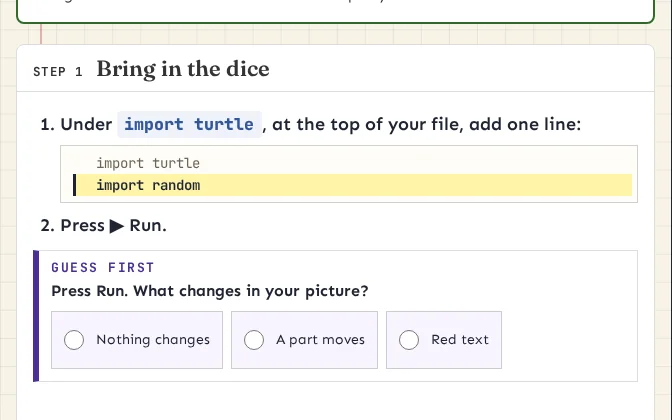 STEP 1 Bring in the dice
1. Under import turtle , at the top of your file, add one line:
import turtle
import random
2. Press ▶ Run.
GUESS FIRST
Press Run. What changes in your picture?
Nothing changes
A part moves
Red text